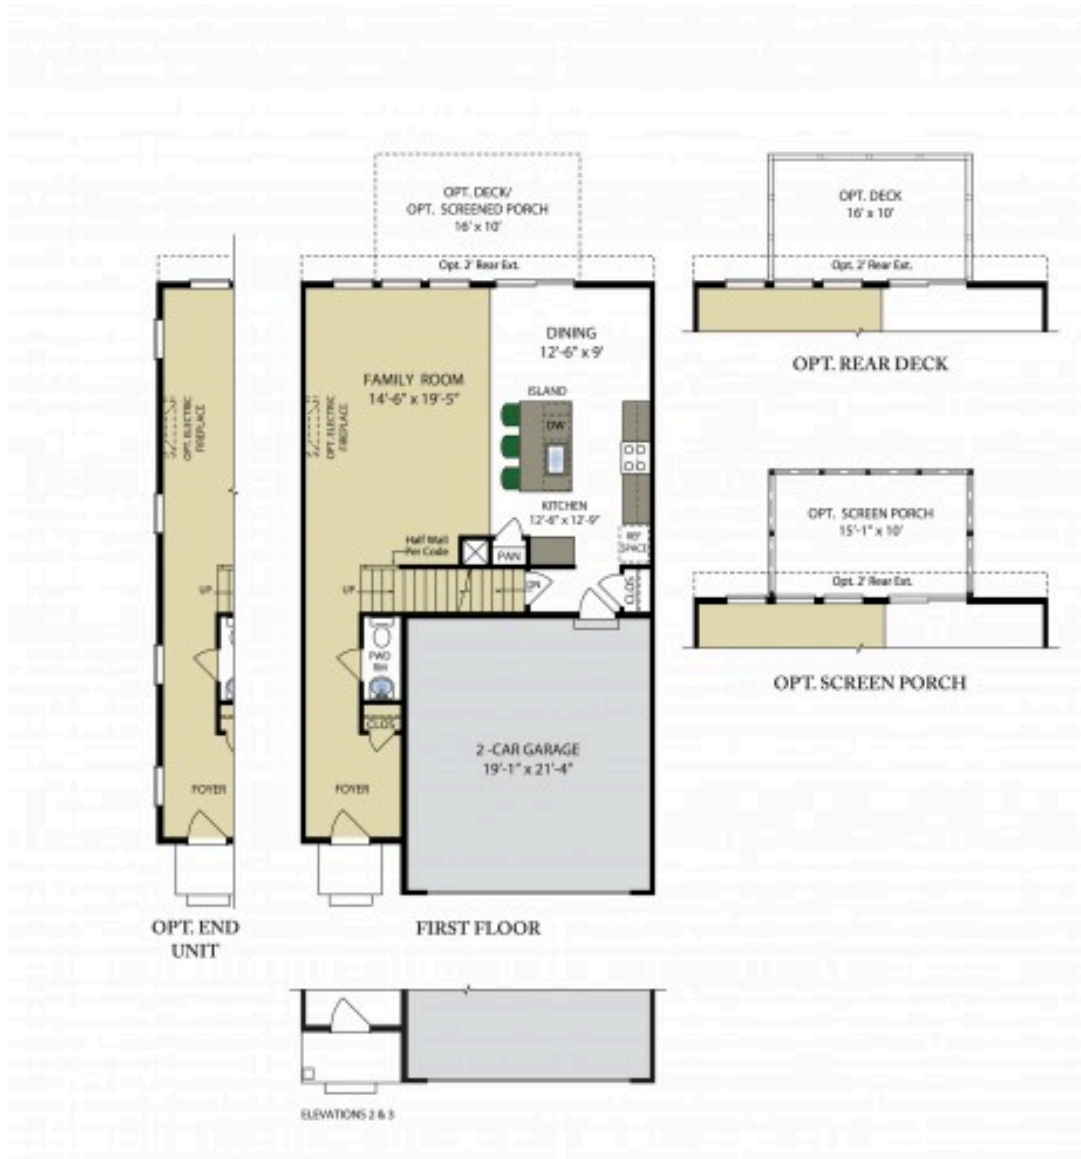 OPT. DECK/
OPT. SCREENED PORCH
16' x 10'
Opt. 2' Rear Ext.
DINING
12'-6" x 9'
FAMILY ROOM
14'-6" x 19'-5"
ISLAND
DW
OPT. ELECTRIC
FIREPLACE
KITCHEN
12'-6" x 12'-9"
REF
SPACE
Half Wall
Per Code
PAN
UP
DN
CLOS
PWD
RM
CLOS
2 -CAR GARAGE
19'-1" x 21'-4"
FOYER
FIRST FLOOR
OPT. ELECTRIC
FIREPLACE
UP
FOYER
OPT. END
UNIT
OPT. DECK
16' x 10'
Opt. 2' Rear Ext.
OPT. REAR DECK
OPT. SCREEN PORCH
15'-1" x 10'
Opt. 2' Rear Ext.
OPT. SCREEN PORCH
ELEVATIONS 2 & 3